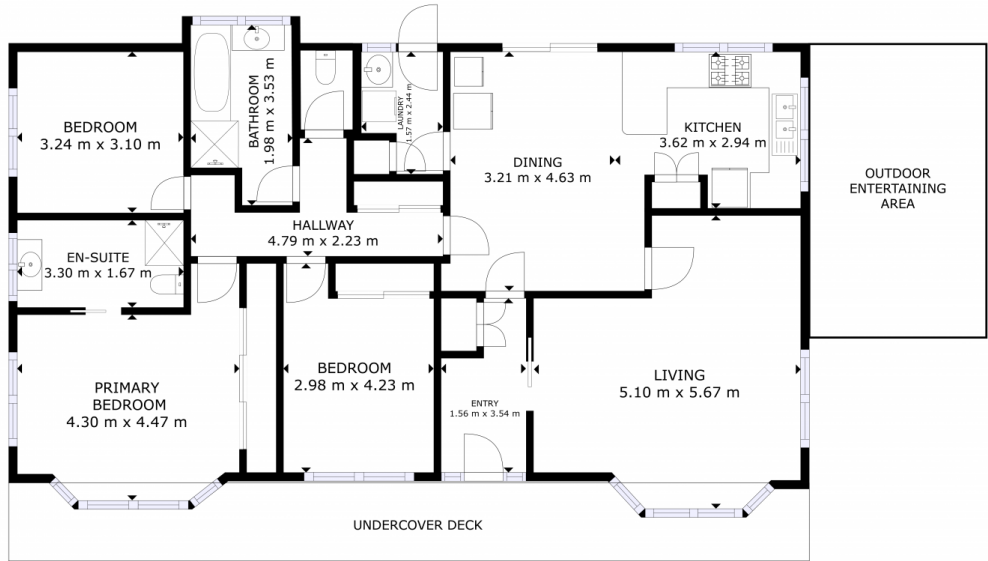 BEDROOM
3.24 m x 3.10 m
BATHROOM
1.98 m x 3.53 m
LAUNDRY
1.57 m x 2.44 m
DINING
3.21 m x 4.63 m
KITCHEN
3.62 m x 2.94 m
OUTDOOR
ENTERTAINING
AREA
HALLWAY
4.79 m x 2.23 m
EN-SUITE
3.30 m x 1.67 m
PRIMARY
BEDROOM
4.30 m x 4.47 m
BEDROOM
2.98 m x 4.23 m
ENTRY
1.56 m x 3.54 m
LIVING
5.10 m x 5.67 m
UNDERCOVER DECK